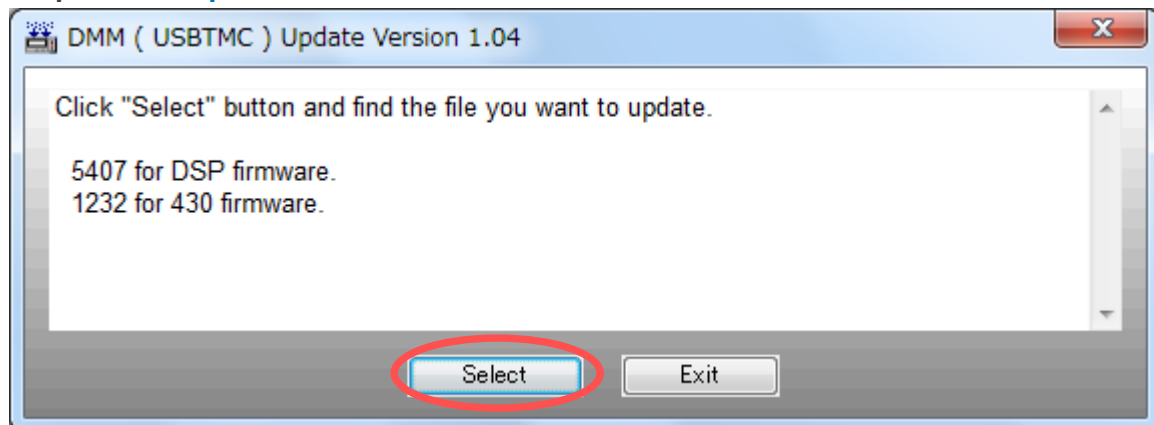 DMM ( USBTMC ) Update Version 1.04
Click "Select" button and find the file you want to update.
5407 for DSP firmware.
1232 for 430 firmware.
Select
Exit